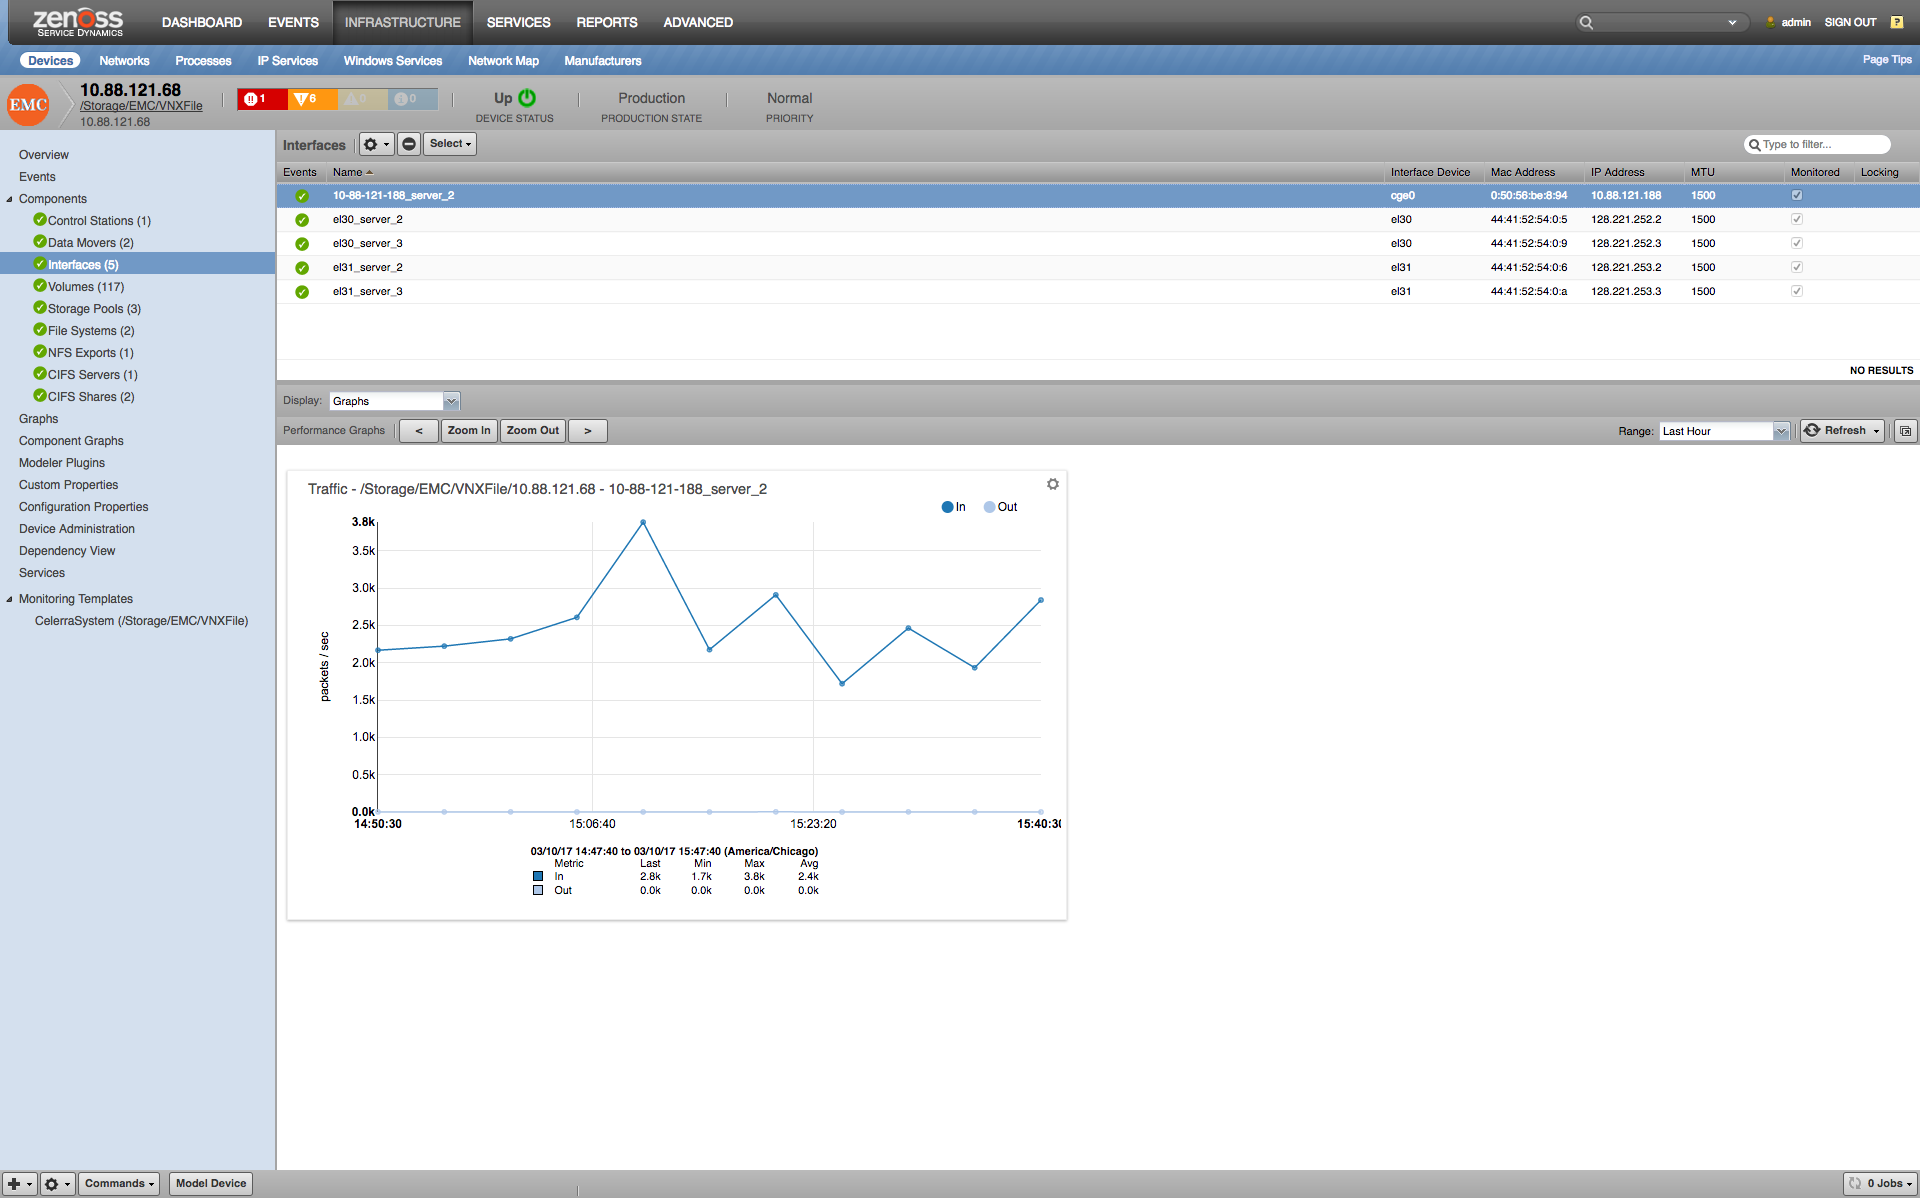 zenoss
SERVICE DYNAMICS
DASHBOARD EVENTS INFRASTRUCTURE SERVICES REPORTS ADVANCED
admin SIGN OUT ?
Devices Networks Processes IP Services Windows Services Network Map Manufacturers
Page Tips
EMC
10.88.121.68
/Storage/EMC/VNXFile
10.88.121.68
1 6 0 0
Up
DEVICE STATUS
Production
PRODUCTION STATE
Normal
PRIORITY
Overview
Events
Components
Control Stations (1)
Data Movers (2)
Interfaces (5)
Volumes (117)
Storage Pools (3)
File Systems (2)
NFS Exports (1)
CIFS Servers (1)
CIFS Shares (2)
Graphs
Component Graphs
Modeler Plugins
Custom Properties
Configuration Properties
Device Administration
Dependency View
Services
Monitoring Templates
CelerraSystem (/Storage/EMC/VNXFile)
Interfaces Select Type to filter...
Events Name Interface Device Mac Address IP Address MTU Monitored Locking
10-88-121-188_server_2 cge0 0:50:56:be:8:94 10.88.121.188 1500
el30_server_2 el30 44:41:52:54:0:5 128.221.252.2 1500
el30_server_3 el30 44:41:52:54:0:9 128.221.252.3 1500
el31_server_2 el31 44:41:52:54:0:6 128.221.253.2 1500
el31_server_3 el31 44:41:52:54:0:a 128.221.253.3 1500
NO RESULTS
Display: Graphs
Performance Graphs < Zoom In Zoom Out > Range: Last Hour Refresh
Traffic - /Storage/EMC/VNXFile/10.88.121.68 - 10-88-121-188_server_2
In Out
3.8k
3.5k
3.0k
2.5k
2.0k
1.5k
1.0k
0.5k
0.0k
packets / sec
14:50:30 15:06:40 15:23:20 15:40:30
03/10/17 14:47:40 to 03/10/17 15:47:40 (America/Chicago)
Metric Last Min Max Avg
In 2.8k 1.7k 3.8k 2.4k
Out 0.0k 0.0k 0.0k 0.0k
Commands Model Device 0 Jobs